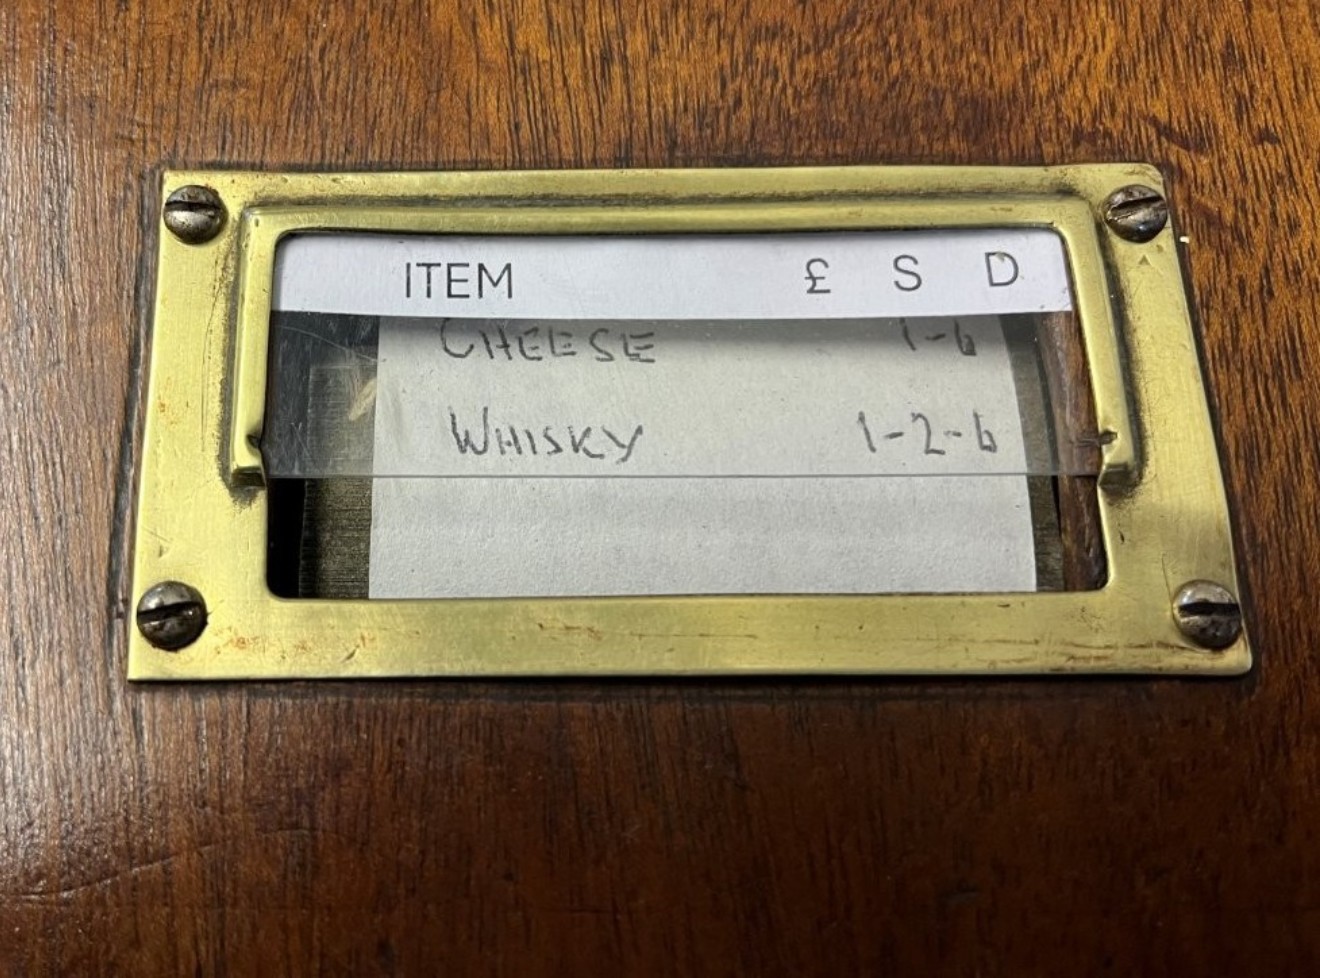 ITEM £ S D
CHEESE 1-6
WHISKY 1-2-6